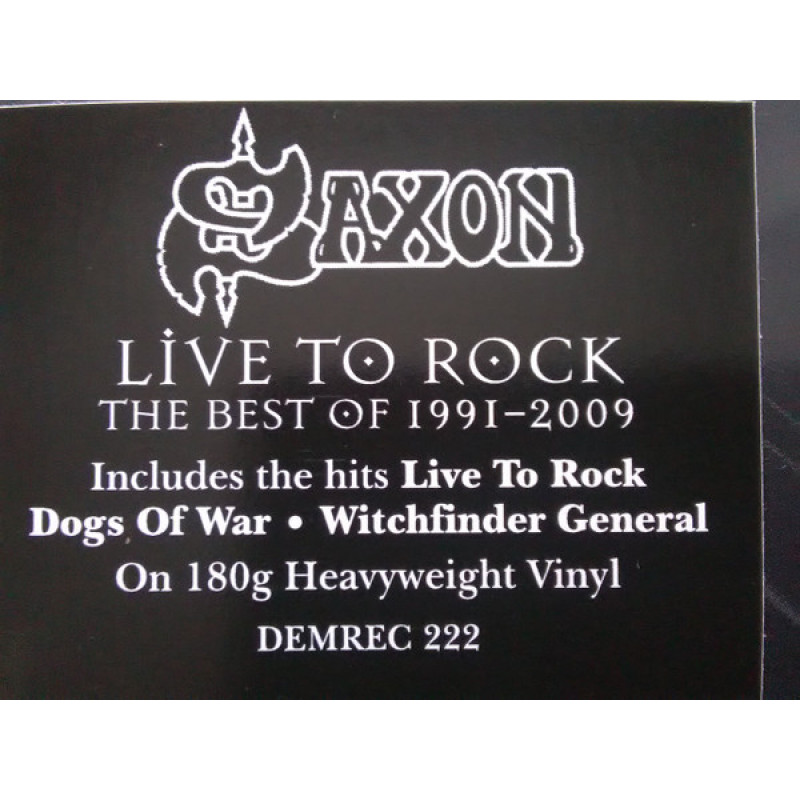 SAXON
LIVE TO ROCK
THE BEST OF 1991–2009
Includes the hits Live To Rock
Dogs Of War • Witchfinder General
On 180g Heavyweight Vinyl
DEMREC 222